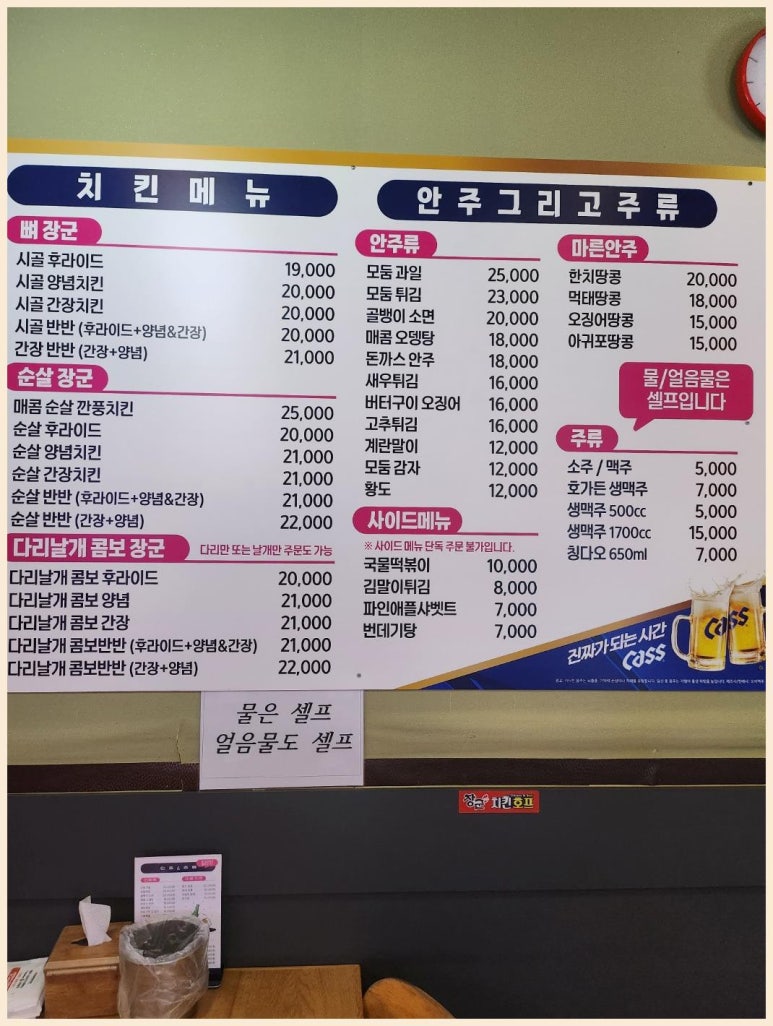 치킨메뉴
뼈 장군
시골 후라이드 19,000
시골 양념치킨 20,000
시골 간장치킨 20,000
시골 반반 (후라이드+양념&간장) 20,000
간장 반반 (간장+양념) 21,000
순살 장군
매콤 순살 깐풍치킨 25,000
순살 후라이드 20,000
순살 양념치킨 21,000
순살 간장치킨 21,000
순살 반반 (후라이드+양념&간장) 21,000
순살 반반 (간장+양념) 22,000
다리날개 콤보 장군 다리만 또는 날개만 주문도 가능
다리날개 콤보 후라이드 20,000
다리날개 콤보 양념 21,000
다리날개 콤보 간장 21,000
다리날개 콤보반반 (후라이드+양념&간장) 21,000
다리날개 콤보반반 (간장+양념) 22,000
안주그리고주류
안주류
모둠 과일 25,000
모둠 튀김 23,000
골뱅이 소면 20,000
매콤 오뎅탕 18,000
돈까스 안주 18,000
새우튀김 16,000
버터구이 오징어 16,000
고추튀김 16,000
계란말이 12,000
모둠 감자 12,000
황도 12,000
사이드메뉴
※ 사이드 메뉴 단독 주문 불가입니다.
국물떡볶이 10,000
김말이튀김 8,000
파인애플샤벳트 7,000
번데기탕 7,000
마른안주
한치땅콩 20,000
먹태땅콩 18,000
오징어땅콩 15,000
아귀포땅콩 15,000
물/얼음물은
셀프입니다
주류
소주 / 맥주 5,000
호가든 생맥주 7,000
생맥주 500cc 5,000
생맥주 1700cc 15,000
칭다오 650ml 7,000
진짜가 되는 시간
Cass
Cass
물은 셀프
얼음물도 셀프
장군 치킨호프